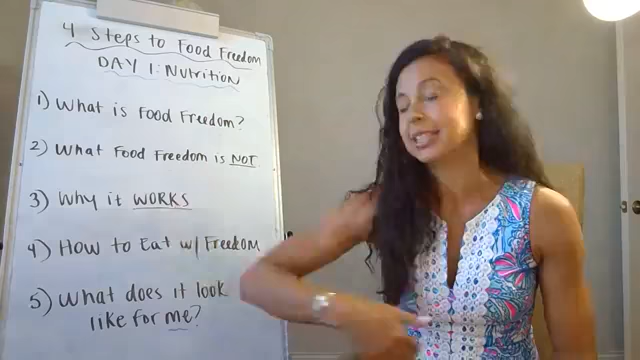 4 Steps to Food Freedom
DAY 1: Nutrition
1) What is Food Freedom?
2) What Food Freedom is NOT
3) Why it WORKS
4) How to Eat w/ Freedom
5) What does it look
like for me?